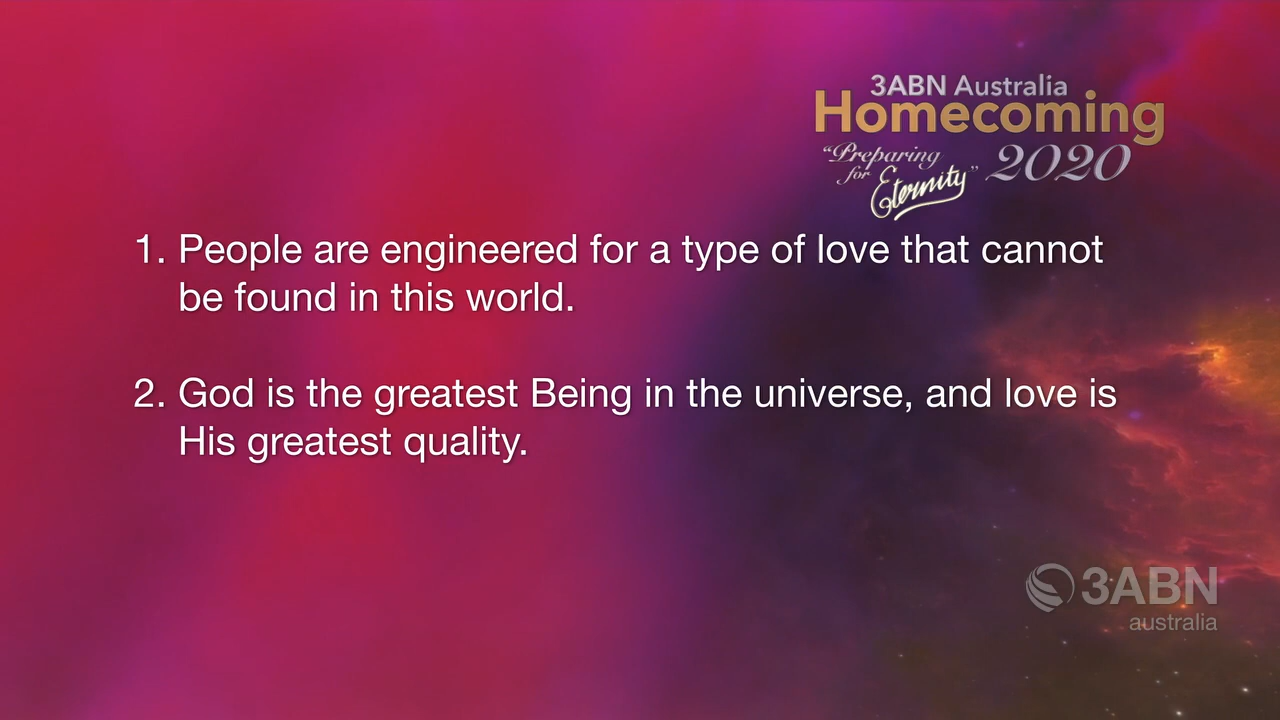 3ABN Australia
Homecoming
"Preparing
for Eternity" 2020
1. People are engineered for a type of love that cannot
be found in this world.
2. God is the greatest Being in the universe, and love is
His greatest quality.
3ABN
australia